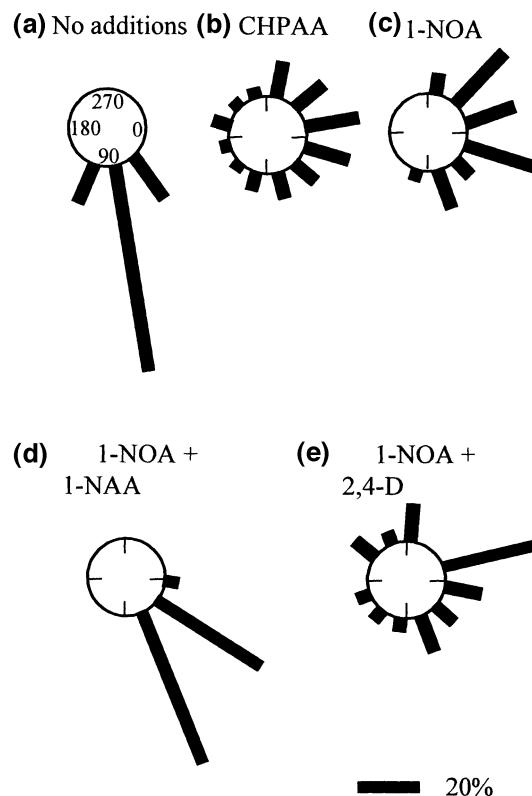 (a) No additions
(b) CHPAA
(c) 1-NOA
270
180 0
90
(d) 1-NOA +
1-NAA
(e) 1-NOA +
2,4-D
20%